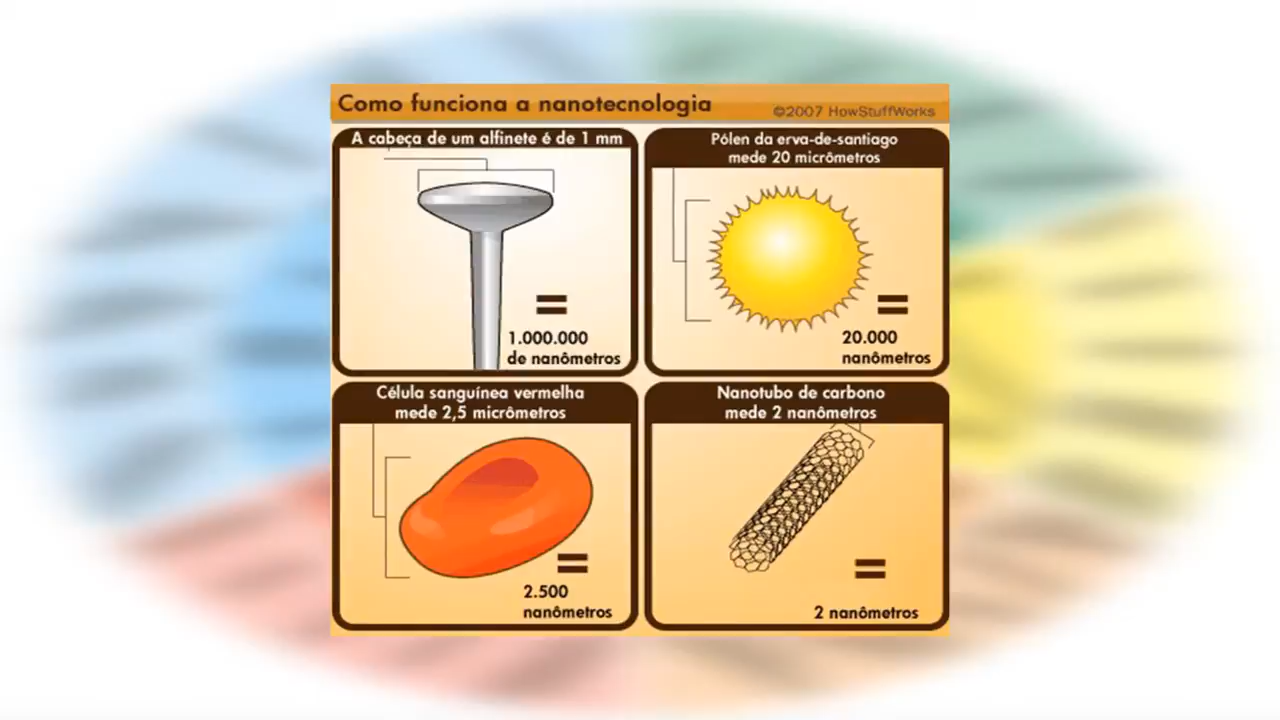 Como funciona a nanotecnologia
©2007 HowStuffWorks
A cabeça de um alfinete é de 1 mm
=
1.000.000
de nanômetros
Pólen da erva-de-santiago
mede 20 micrômetros
=
20.000
nanômetros
Célula sanguínea vermelha
mede 2,5 micrômetros
=
2.500
nanômetros
Nanotubo de carbono
mede 2 nanômetros
=
2 nanômetros